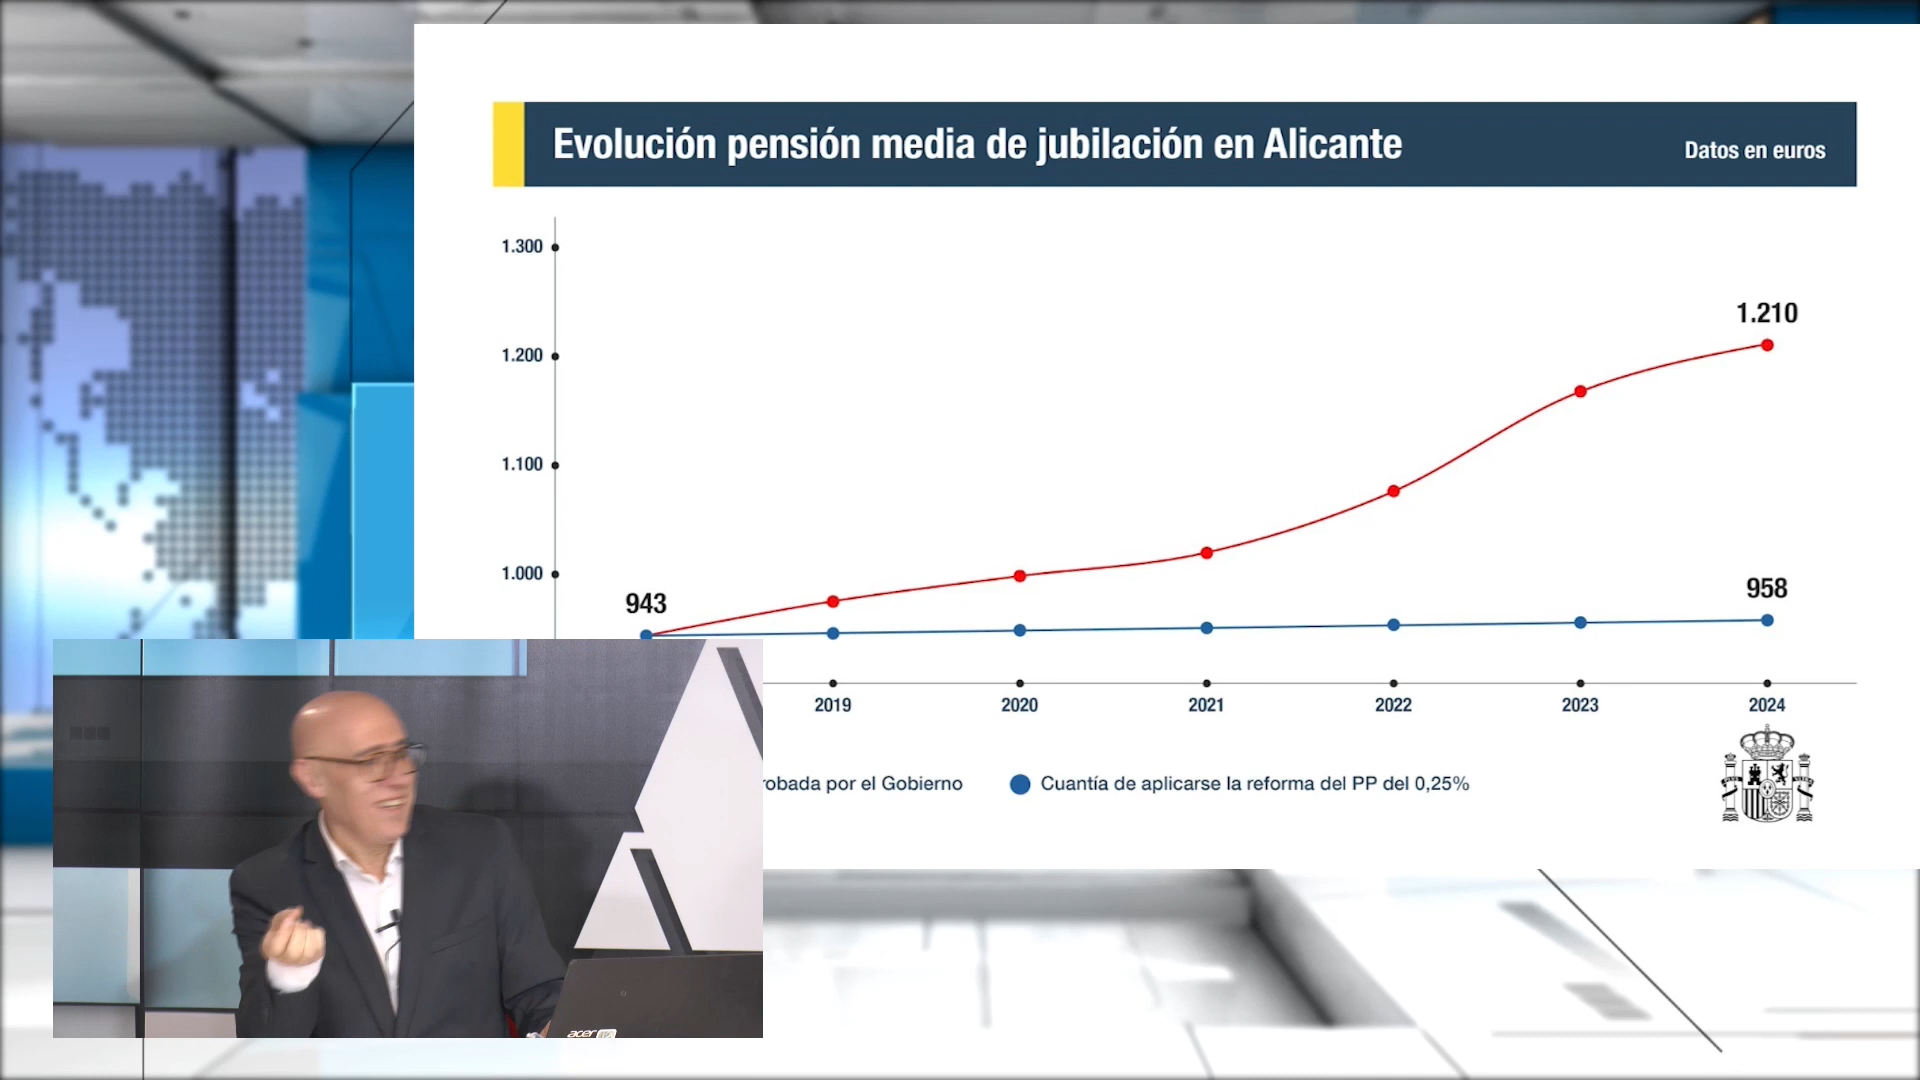 Evolución pensión media de jubilación en Alicante
Datos en euros
1.300
1.210
1.200
1.100
1.000
943
958
2019 2020 2021 2022 2023 2024
por el Gobierno
Cuantía de aplicarse la reforma del PP del 0,25%
acer